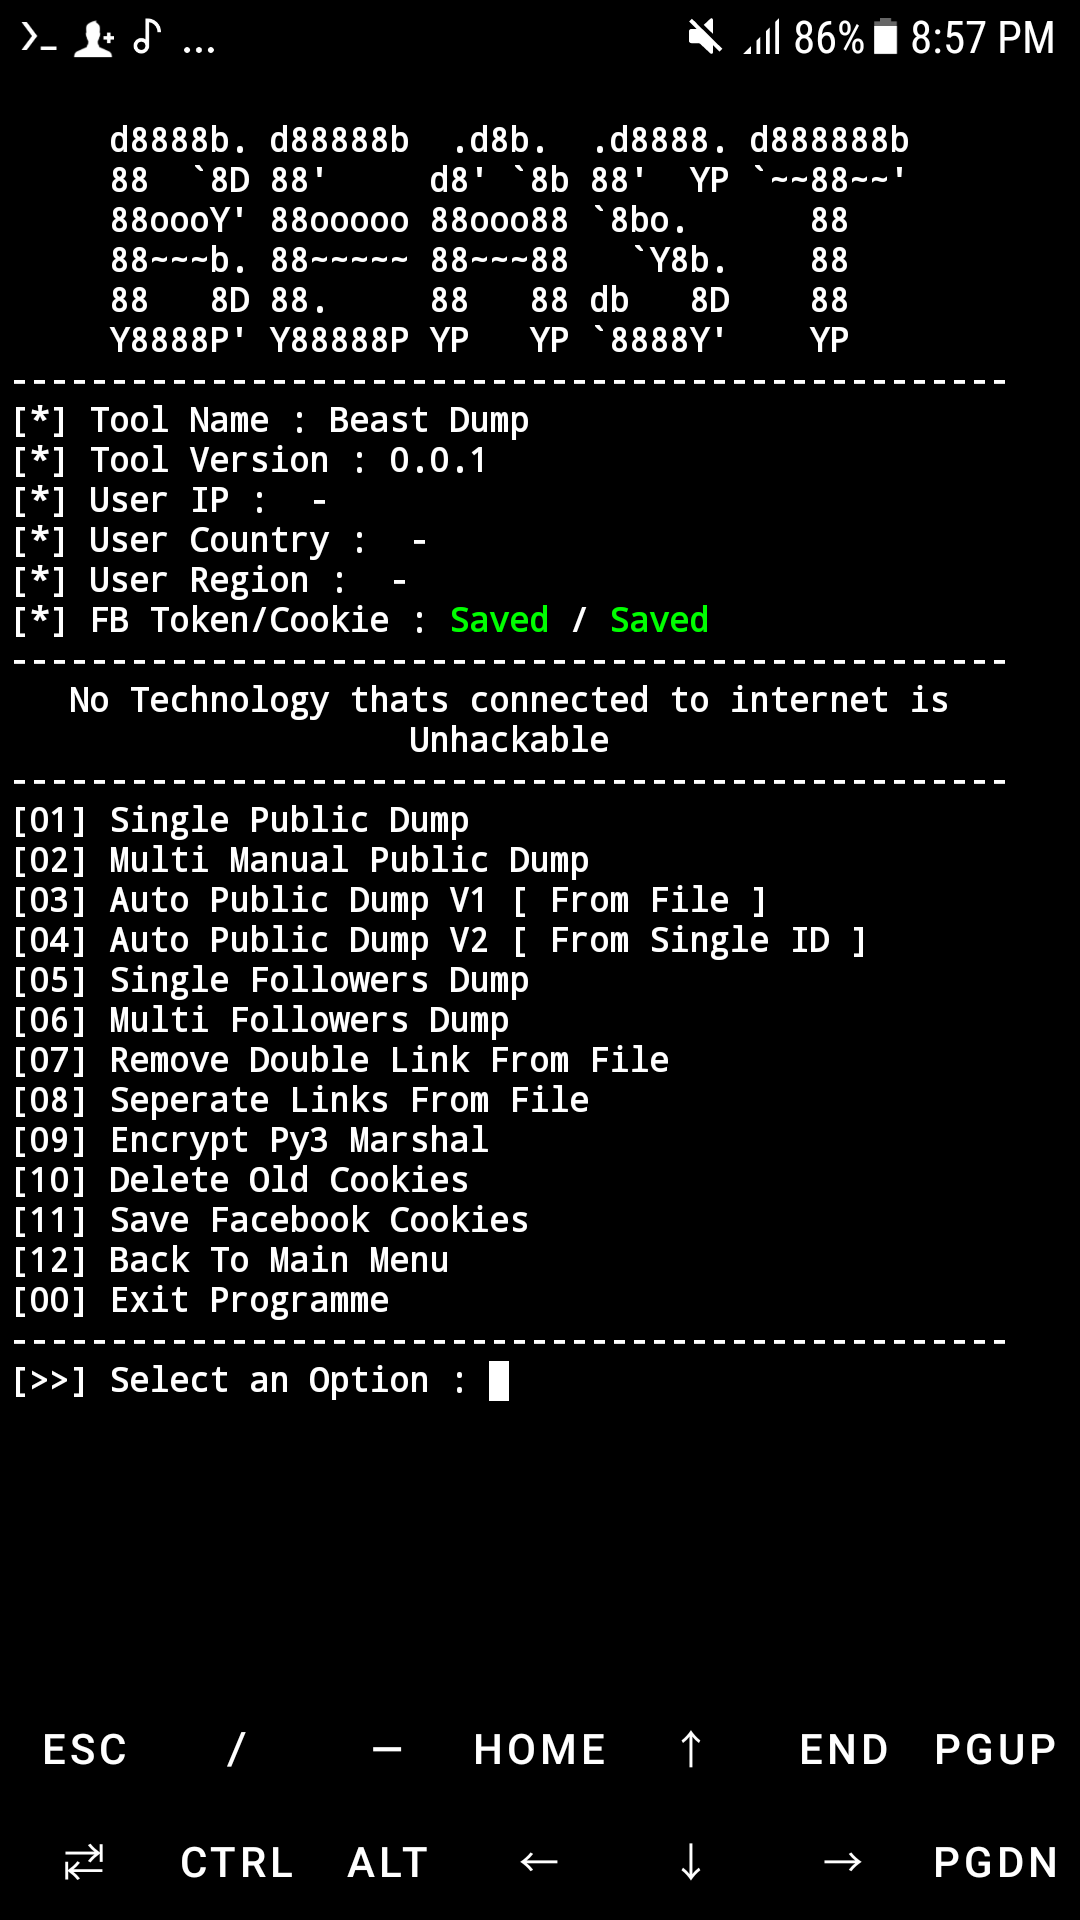 ... 86% 8:57 PM
d8888b. d88888b  .d8b.  .d8888. d888888b
88  `8D 88'     d8' `8b 88'  YP `~~88~~'
88oooY' 88ooooo 88ooo88 `8bo.      88
88~~~b. 88~~~~~ 88~~~88   `Y8b.    88
88   8D 88.     88   88 db   8D    88
Y8888P' Y88888P YP   YP `8888Y'    YP
--------------------------------------------------
[*] Tool Name : Beast Dump
[*] Tool Version : 0.0.1
[*] User IP :  -
[*] User Country :  -
[*] User Region :  -
[*] FB Token/Cookie : Saved / Saved
--------------------------------------------------
No Technology thats connected to internet is
Unhackable
--------------------------------------------------
[01] Single Public Dump
[02] Multi Manual Public Dump
[03] Auto Public Dump V1 [ From File ]
[04] Auto Public Dump V2 [ From Single ID ]
[05] Single Followers Dump
[06] Multi Followers Dump
[07] Remove Double Link From File
[08] Seperate Links From File
[09] Encrypt Py3 Marshal
[10] Delete Old Cookies
[11] Save Facebook Cookies
[12] Back To Main Menu
[00] Exit Programme
--------------------------------------------------
[>>] Select an Option :
ESC / — HOME ↑ END PGUP
⇄ CTRL ALT ← ↓ → PGDN